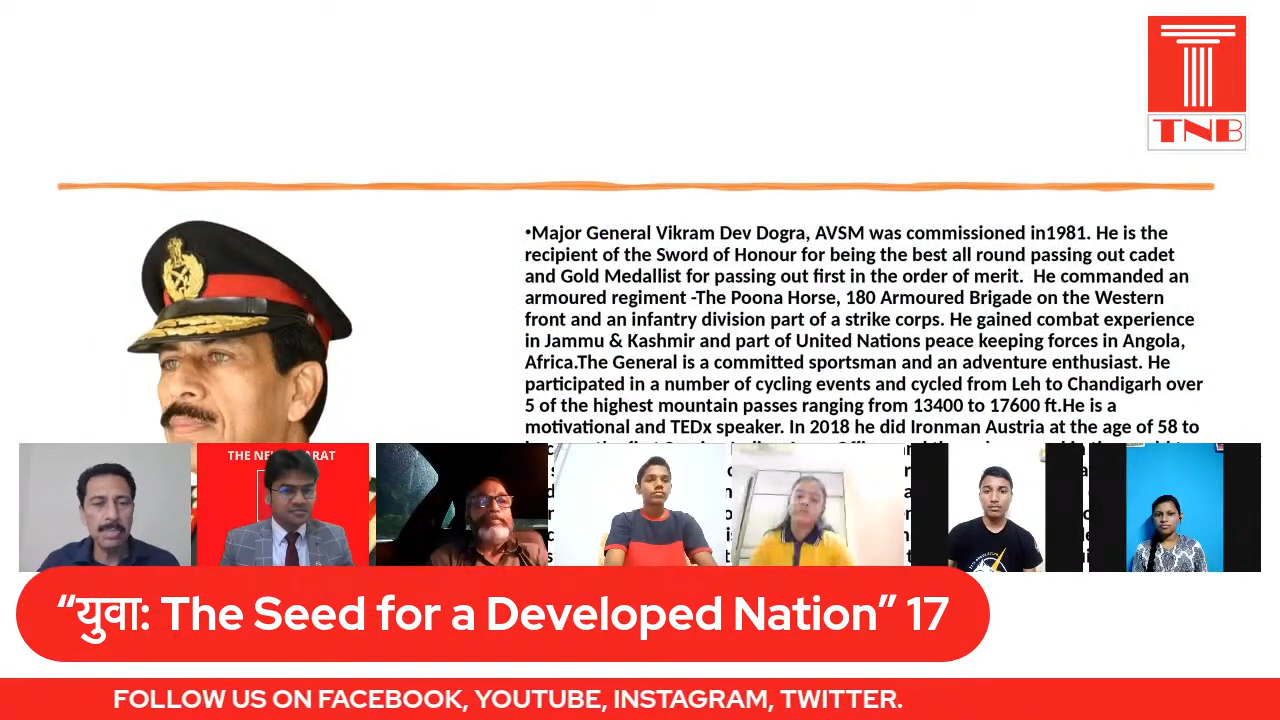 TNB
•Major General Vikram Dev Dogra, AVSM was commissioned in1981. He is the
recipient of the Sword of Honour for being the best all round passing out cadet
and Gold Medallist for passing out first in the order of merit.  He commanded an
armoured regiment -The Poona Horse, 180 Armoured Brigade on the Western
front and an infantry division part of a strike corps. He gained combat experience
in Jammu & Kashmir and part of United Nations peace keeping forces in Angola,
Africa.The General is a committed sportsman and an adventure enthusiast. He
participated in a number of cycling events and cycled from Leh to Chandigarh over
5 of the highest mountain passes ranging from 13400 to 17600 ft.He is a
motivational and TEDx speaker. In 2018 he did Ironman Austria at the age of 58 to
THE NEW
“युवा: The Seed for a Developed Nation” 17
FOLLOW US ON FACEBOOK, YOUTUBE, INSTAGRAM, TWITTER.